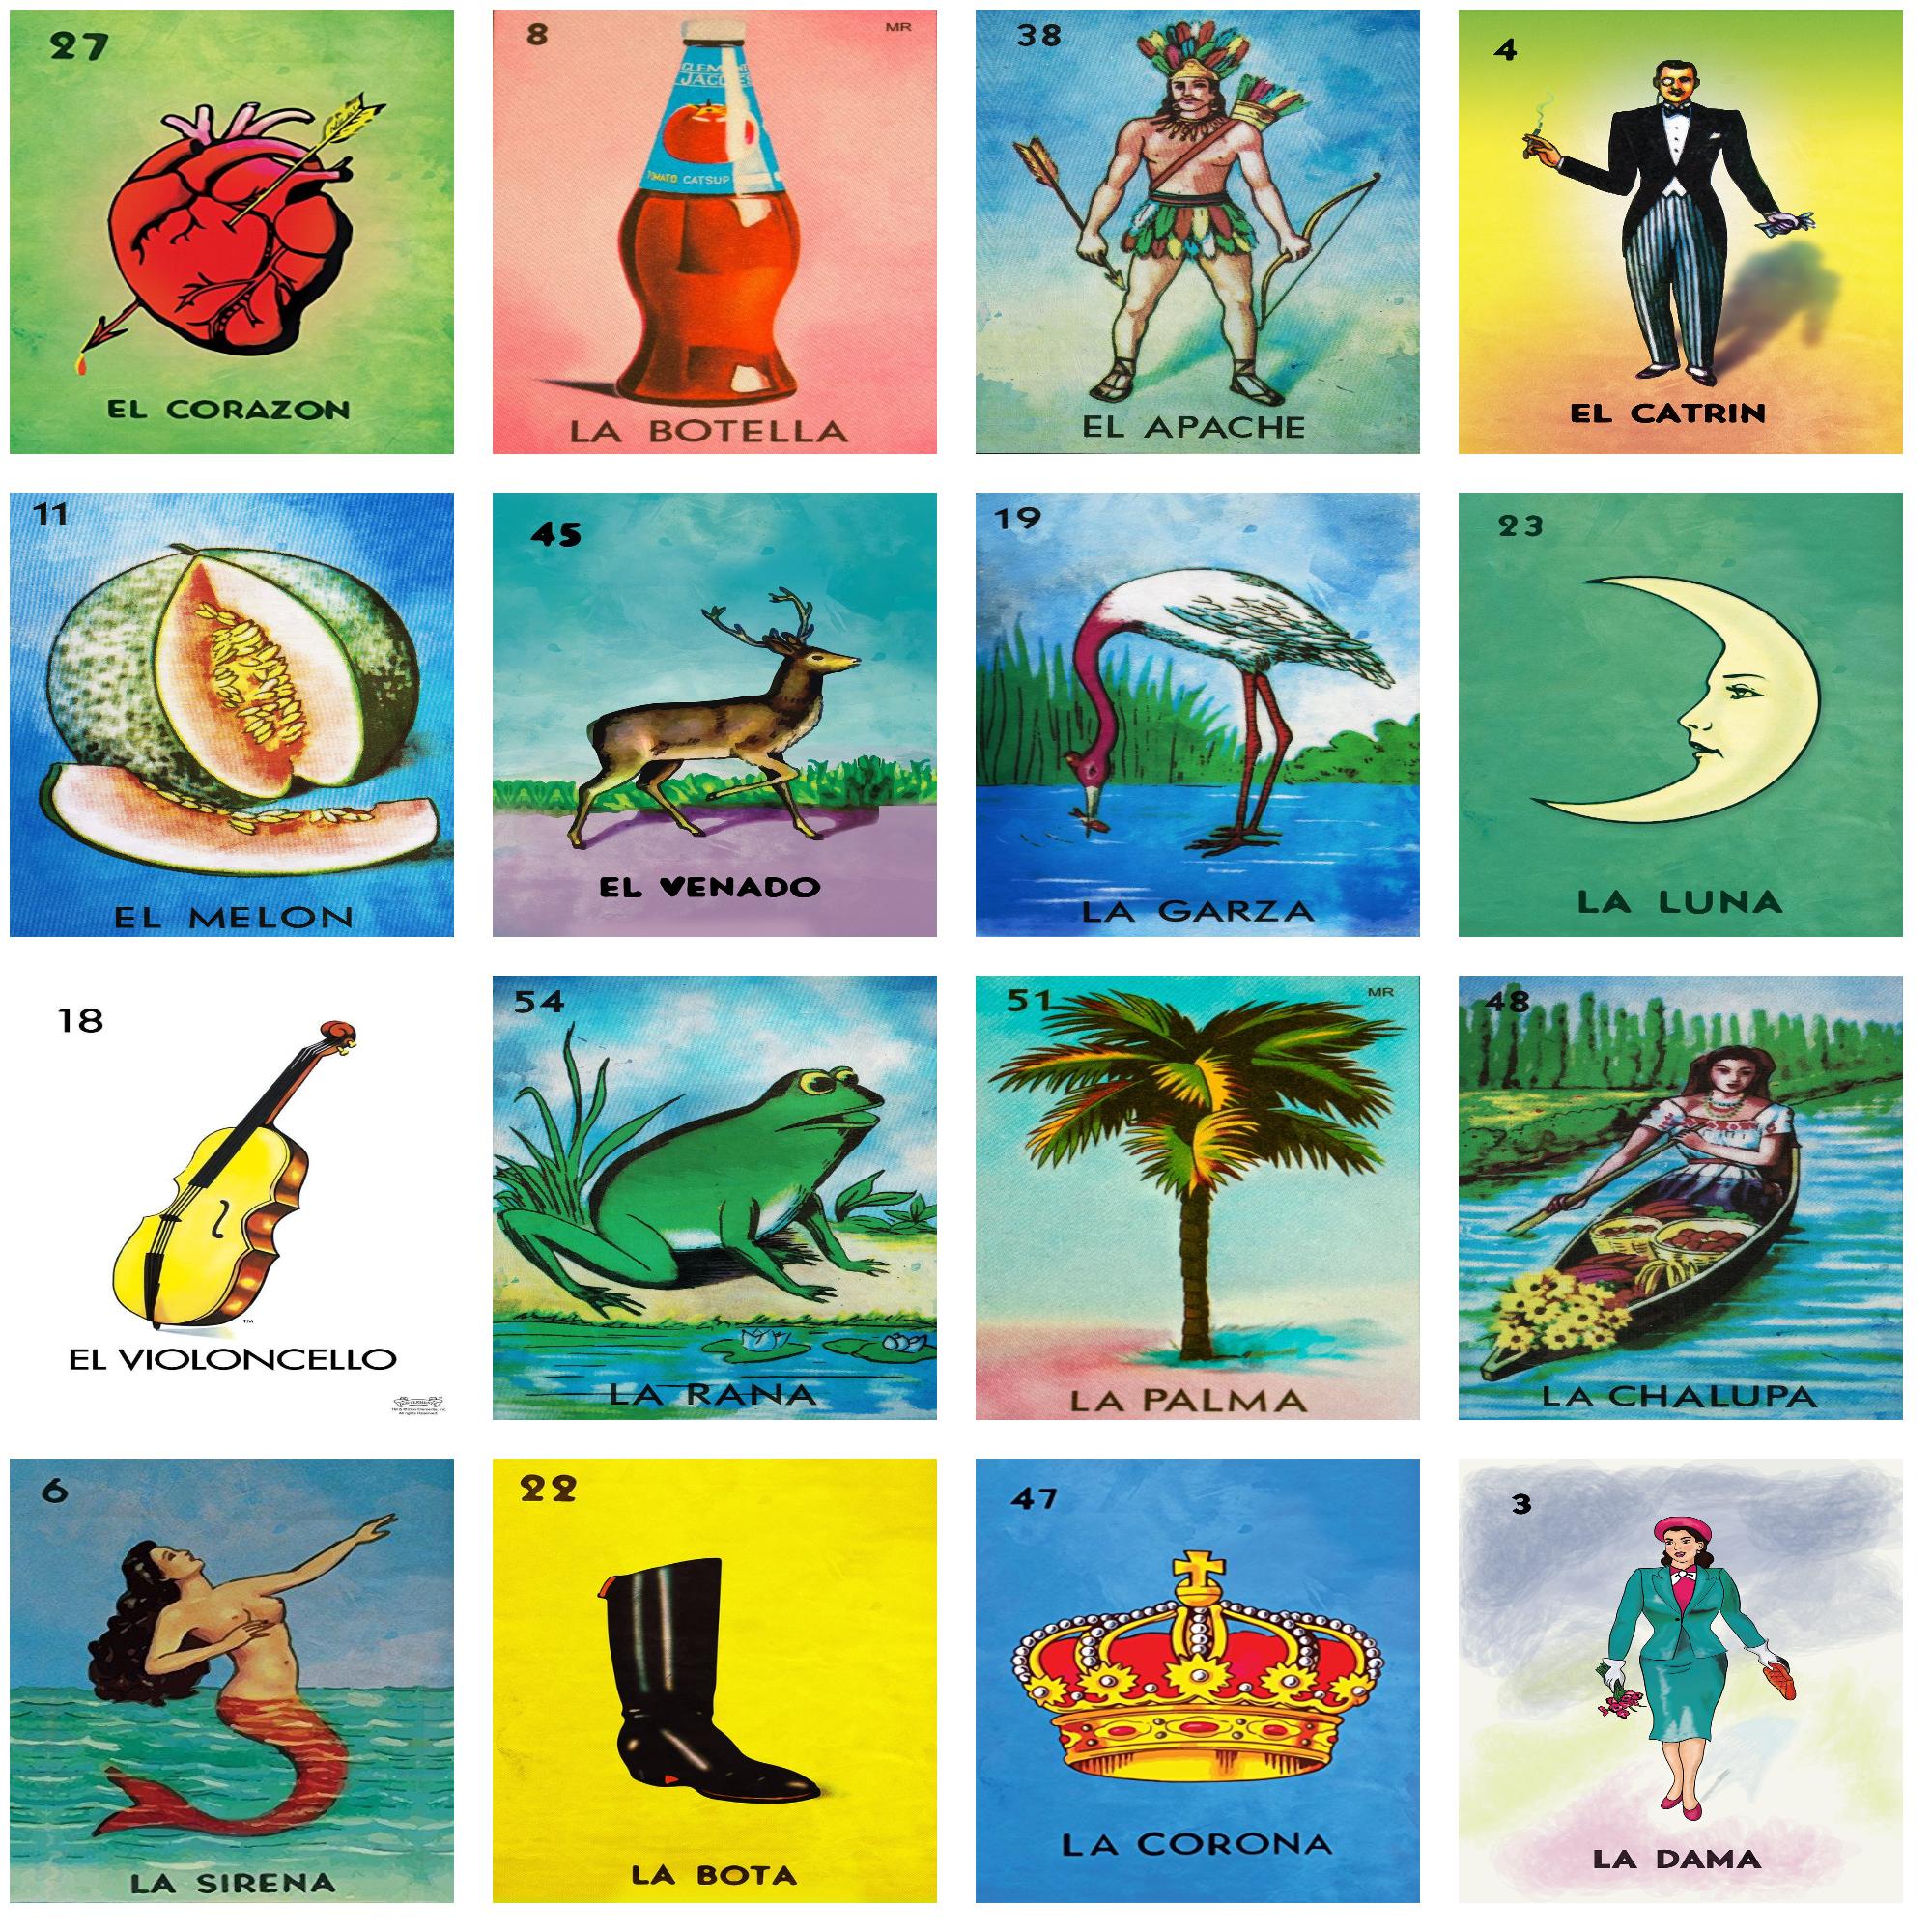 27
EL CORAZON
8
MR
JACQUES
TOMATO CATSUP
LA BOTELLA
38
EL APACHE
4
EL CATRIN
11
EL MELON
45
EL VENADO
19
LA GARZA
23
LA LUNA
18
TM
EL VIOLONCELLO
54
LA RANA
51
MR
LA PALMA
48
LA CHALUPA
6
LA SIRENA
22
LA BOTA
47
LA CORONA
3
LA DAMA